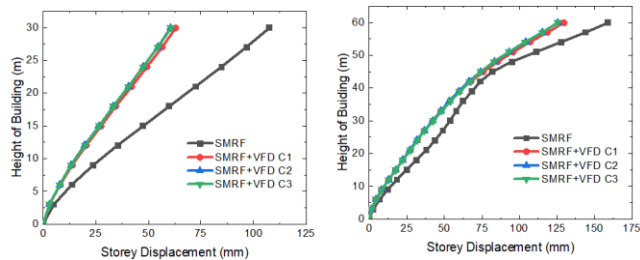 Height of Building (m)
30
25
20
15
10
5
0
SMRF
SMRF+VFD C1
SMRF+VFD C2
SMRF+VFD C3
0
25
50
75
100
125
Storey Displacement (mm)
Height of Building (m)
60
50
40
30
20
10
0
SMRF
SMRF+VFD C1
SMRF+VFD C2
SMRF+VFD C3
0
25
50
75
100
125
150
175
Storey Displacement (mm)